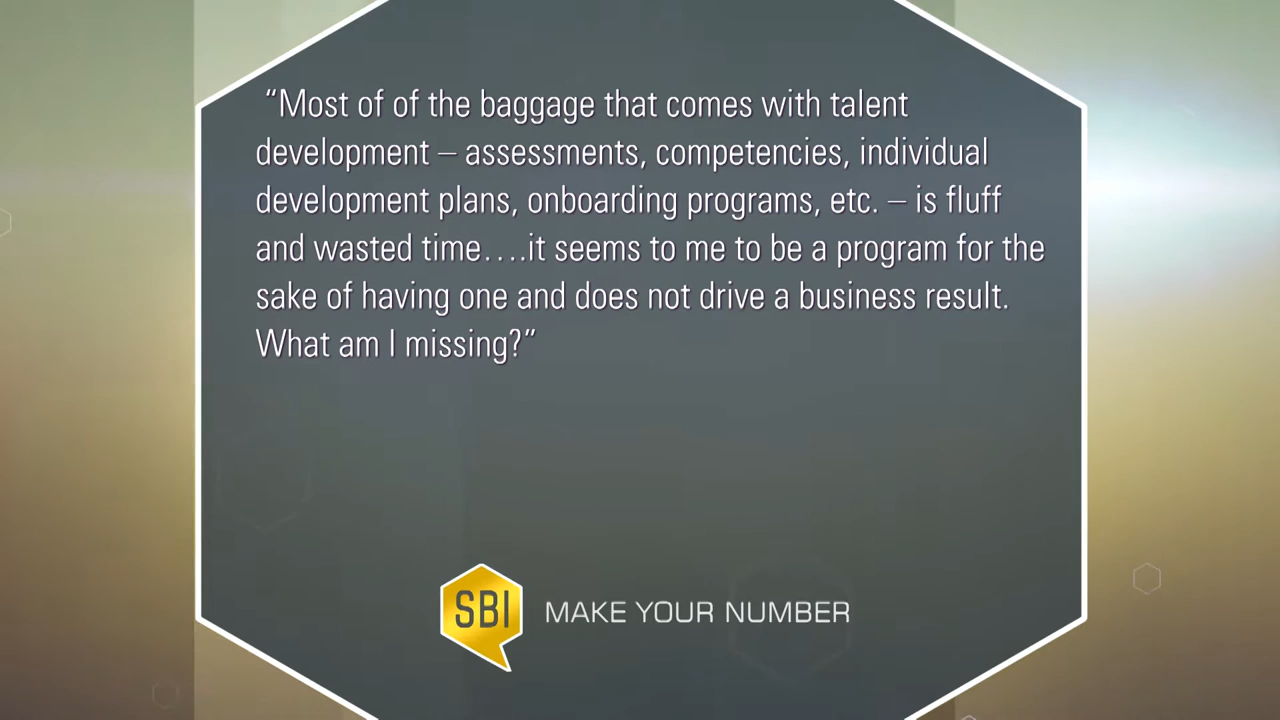 “Most of of the baggage that comes with talent
development – assessments, competencies, individual
development plans, onboarding programs, etc. – is fluff
and wasted time….it seems to me to be a program for the
sake of having one and does not drive a business result.
What am I missing?”
SBI MAKE YOUR NUMBER